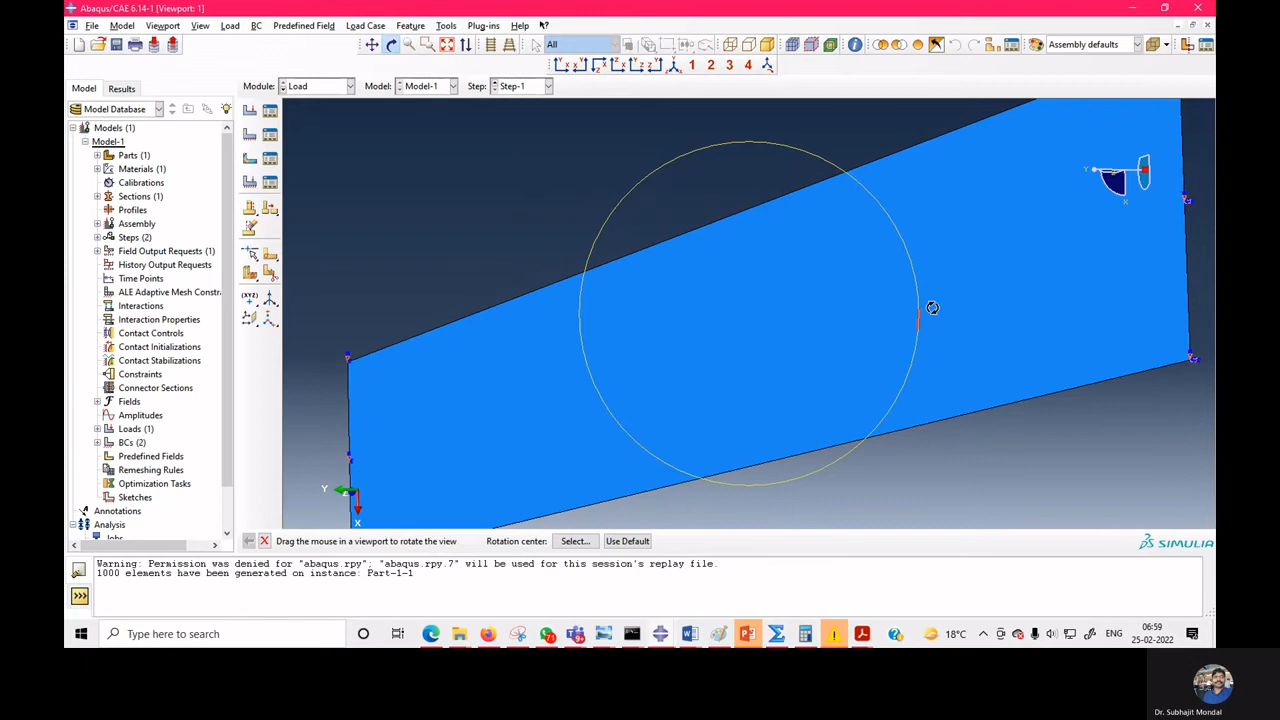 Abaqus/CAE 6.14-1 [Viewport: 1]
File Model Viewport View Load BC Predefined Field Load Case Feature Tools Plug-ins Help
All
Assembly defaults
1 2 3 4
Model Results
Module: Load Model: Model-1 Step: Step-1
Model Database
Models (1)
Model-1
Parts (1)
Materials (1)
Calibrations
Sections (1)
Profiles
Assembly
Steps (2)
Field Output Requests (1)
History Output Requests
Time Points
ALE Adaptive Mesh Constra
Interactions
Interaction Properties
Contact Controls
Contact Initializations
Contact Stabilizations
Constraints
Connector Sections
Fields
Amplitudes
Loads (1)
BCs (2)
Predefined Fields
Remeshing Rules
Optimization Tasks
Sketches
Annotations
Analysis
Jobs
(XYZ)
Y
X
Y
Z
X
Drag the mouse in a viewport to rotate the view Rotation center: Select... Use Default
SIMULIA
Warning: Permission was denied for "abaqus.rpy"; "abaqus.rpy.7" will be used for this session's replay file.
1000 elements have been generated on instance: Part-1-1
>>>
Type here to search
71
9+
18°C
ENG
06:59
25-02-2022
Dr. Subhajit Mondal